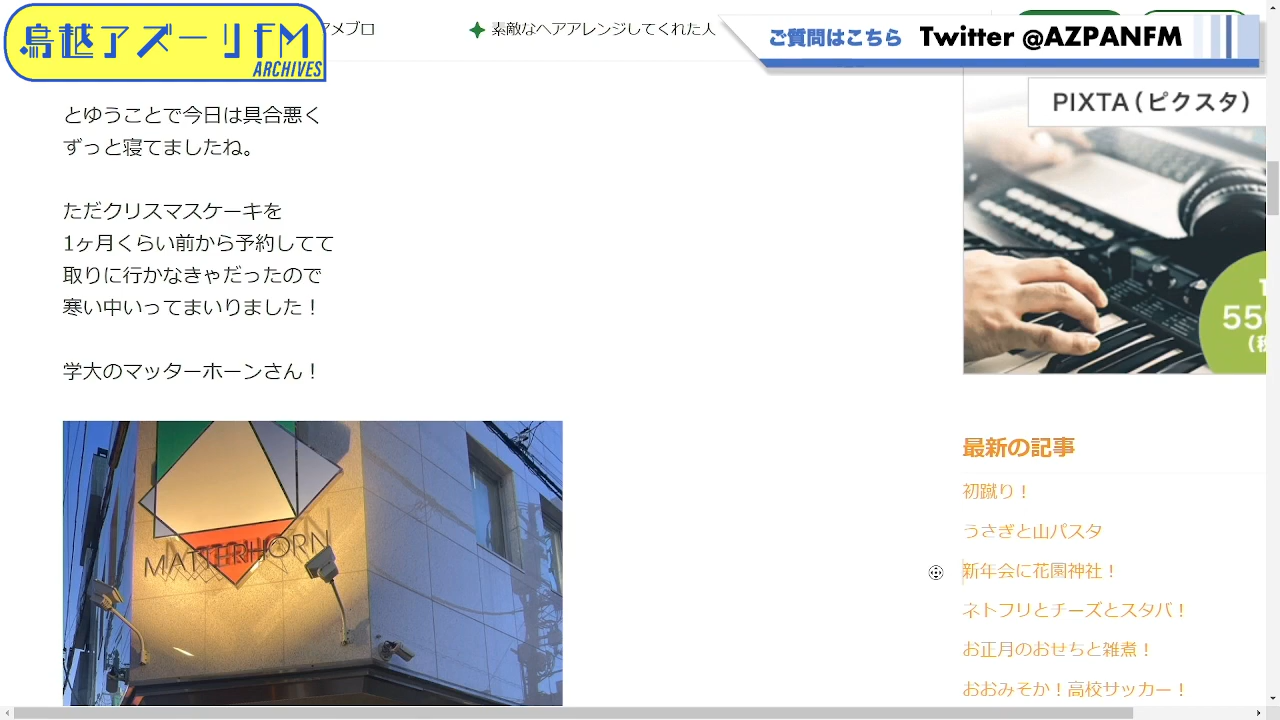 鳥越アズーリFM
ARCHIVES
アメブロ
素敵なヘアアレンジしてくれた人
ご質問はこちら Twitter @AZPANFM
とゆうことで今日は具合悪く
ずっと寝てましたね。
ただクリスマスケーキを
1ヶ月くらい前から予約してて
取りに行かなきゃだったので
寒い中いってまいりました！
学大のマッターホーンさん！
MATTERHORN
PIXTA(ピクスタ)
最新の記事
初蹴り！
うさぎと山パスタ
新年会に花園神社！
ネトフリとチーズとスタバ！
お正月のおせちと雑煮！
おおみそか！高校サッカー！